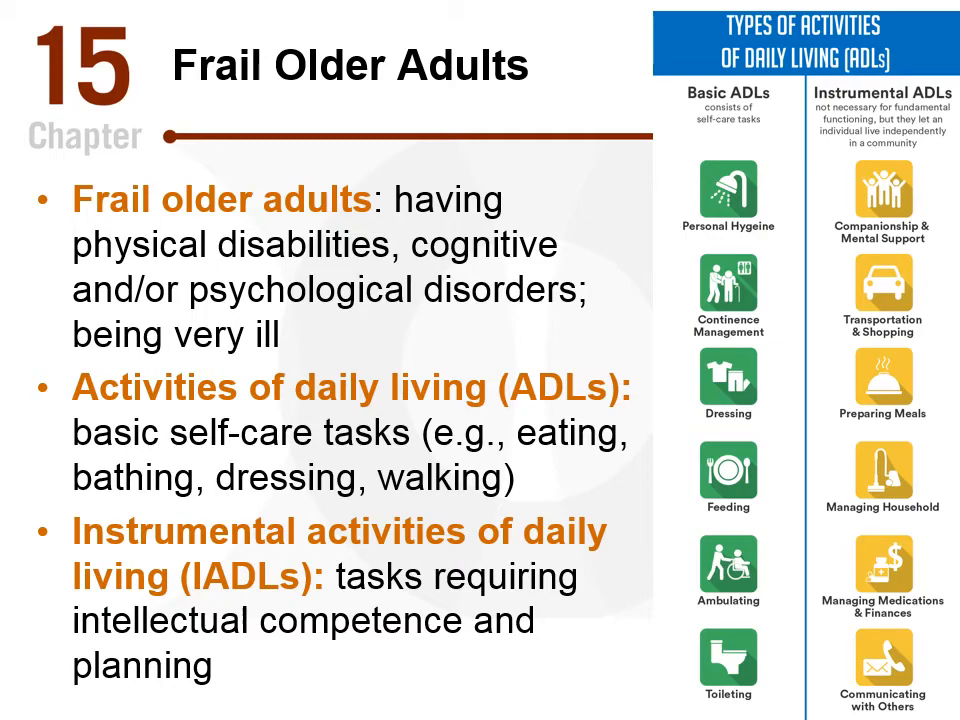 15
Chapter
Frail Older Adults
• Frail older adults: having
physical disabilities, cognitive
and/or psychological disorders;
being very ill
• Activities of daily living (ADLs):
basic self-care tasks (e.g., eating,
bathing, dressing, walking)
• Instrumental activities of daily
living (IADLs): tasks requiring
intellectual competence and
planning
TYPES OF ACTIVITIES
OF DAILY LIVING (ADLs)
Basic ADLs
consists of
self-care tasks
Personal Hygeine
Continence
Management
Dressing
Feeding
Ambulating
Toileting
Instrumental ADLs
not necessary for fundamental
functioning, but they let an
individual live independently
in a community
Companionship &
Mental Support
Transportation
& Shopping
Preparing Meals
Managing Household
Managing Medications
& Finances
Communicating
with Others